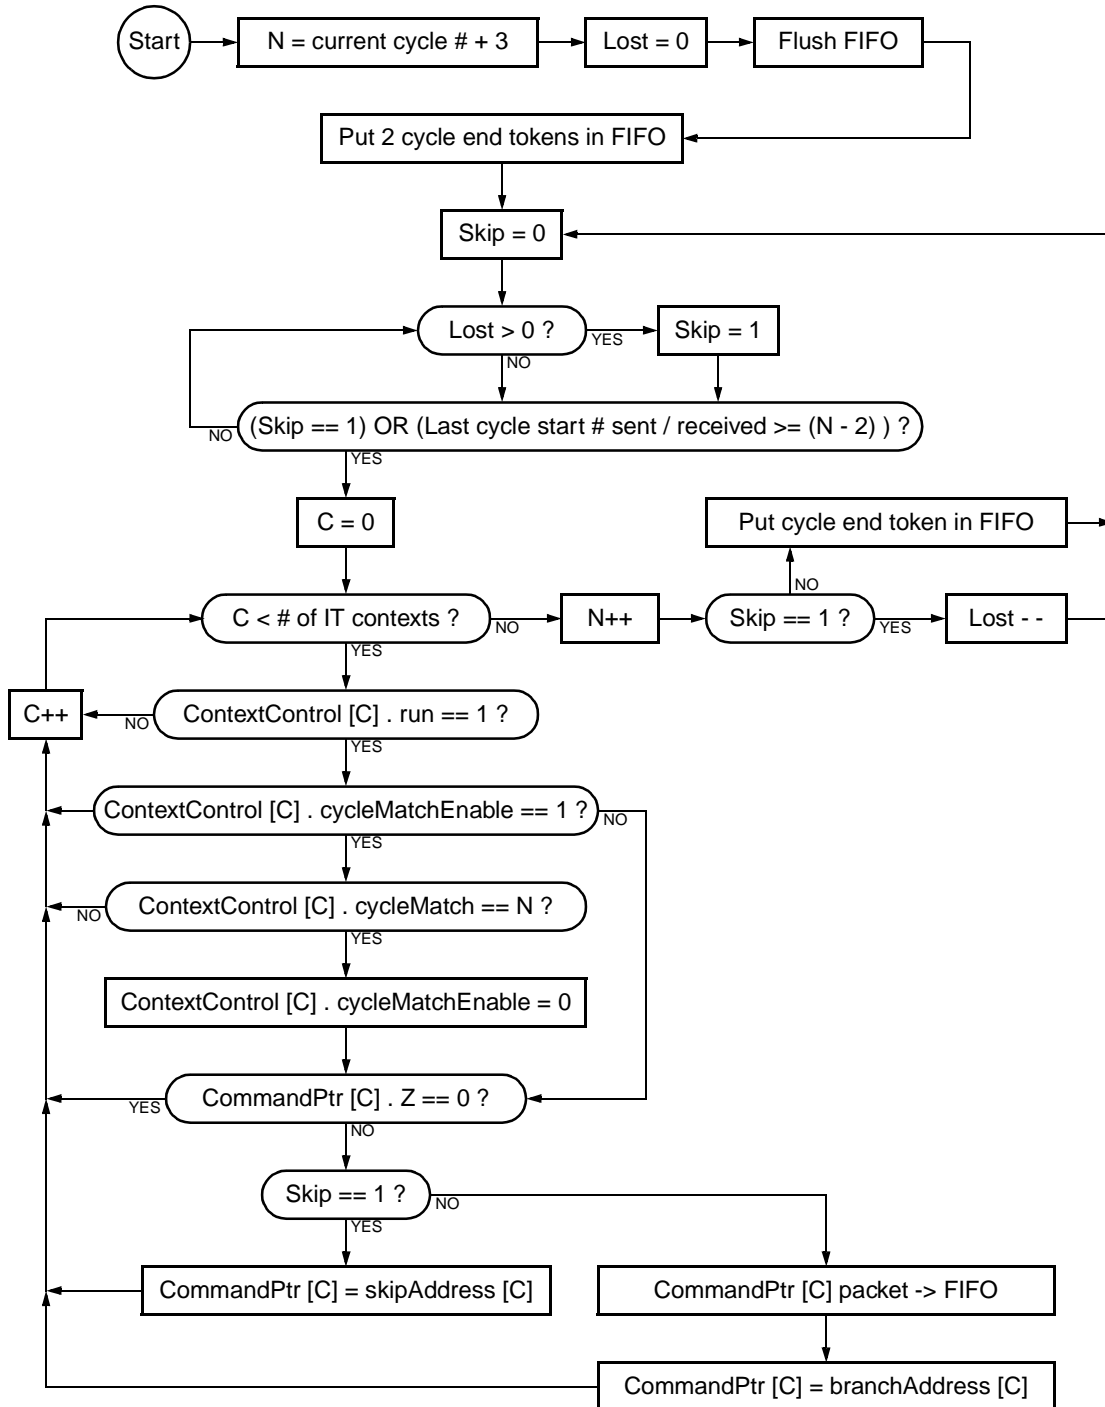 Start
N = current cycle # + 3
Lost = 0
Flush FIFO
Put 2 cycle end tokens in FIFO
Skip = 0
Lost > 0 ?
YES
Skip = 1
NO
(Skip == 1) OR (Last cycle start # sent / received >= (N - 2) ) ?
NO
YES
C = 0
Put cycle end token in FIFO
NO
C < # of IT contexts ?
NO
N++
Skip == 1 ?
YES
Lost - -
YES
C++
NO
ContextControl [C] . run == 1 ?
YES
ContextControl [C] . cycleMatchEnable == 1 ?
NO
YES
ContextControl [C] . cycleMatch == N ?
NO
YES
ContextControl [C] . cycleMatchEnable = 0
CommandPtr [C] . Z == 0 ?
YES
NO
Skip == 1 ?
NO
YES
CommandPtr [C] = skipAddress [C]
CommandPtr [C] packet -> FIFO
CommandPtr [C] = branchAddress [C]